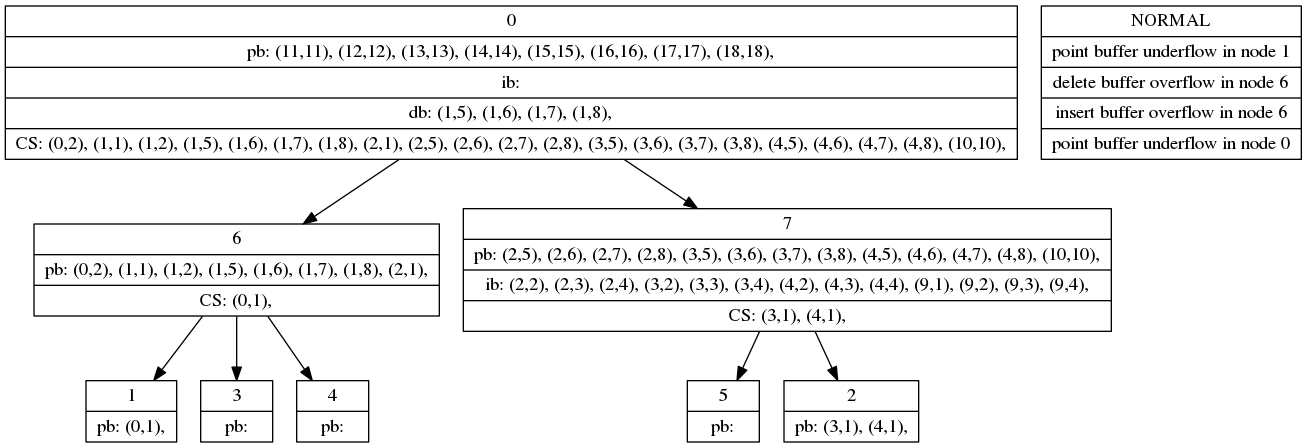 0
pb: (11,11), (12,12), (13,13), (14,14), (15,15), (16,16), (17,17), (18,18),
ib:
db: (1,5), (1,6), (1,7), (1,8),
CS: (0,2), (1,1), (1,2), (1,5), (1,6), (1,7), (1,8), (2,1), (2,5), (2,6), (2,7), (2,8), (3,5), (3,6), (3,7), (3,8), (4,5), (4,6), (4,7), (4,8), (10,10),
NORMAL
point buffer underflow in node 1
delete buffer overflow in node 6
insert buffer overflow in node 6
point buffer underflow in node 0
6
pb: (0,2), (1,1), (1,2), (1,5), (1,6), (1,7), (1,8), (2,1),
CS: (0,1),
7
pb: (2,5), (2,6), (2,7), (2,8), (3,5), (3,6), (3,7), (3,8), (4,5), (4,6), (4,7), (4,8), (10,10),
ib: (2,2), (2,3), (2,4), (3,2), (3,3), (3,4), (4,2), (4,3), (4,4), (9,1), (9,2), (9,3), (9,4),
CS: (3,1), (4,1),
1
pb: (0,1),
3
pb:
4
pb:
5
pb:
2
pb: (3,1), (4,1),